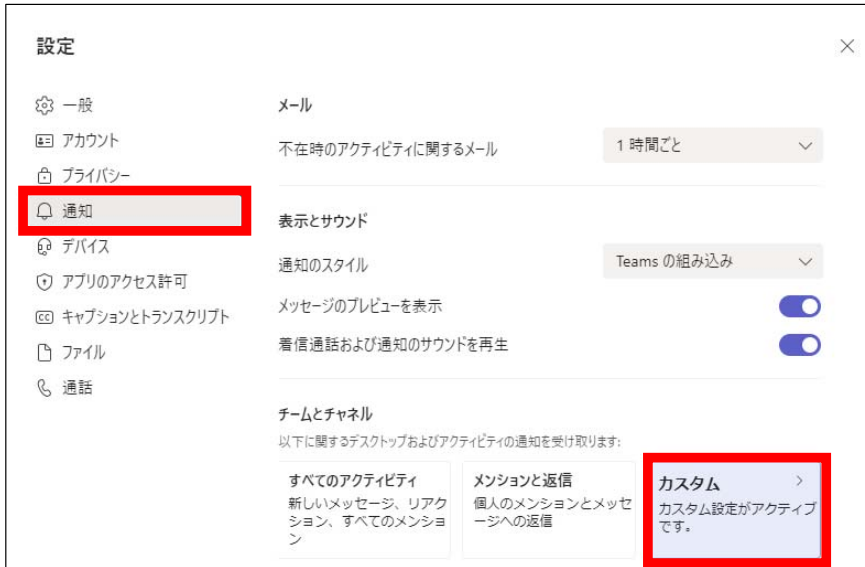 設定
一般
アカウント
プライバシー
通知
デバイス
アプリのアクセス許可
キャプションとトランスクリプト
ファイル
通話
メール
不在時のアクティビティに関するメール
1 時間ごと
表示とサウンド
通知のスタイル
Teams の組み込み
メッセージのプレビューを表示
着信通話および通知のサウンドを再生
チームとチャネル
以下に関するデスクトップおよびアクティビティの通知を受け取ります:
すべてのアクティビティ
新しいメッセージ、リアク
ション、すべてのメンショ
ン
メンションと返信
個人のメンションとメッセ
ージへの返信
カスタム
カスタム設定がアクティブ
です。